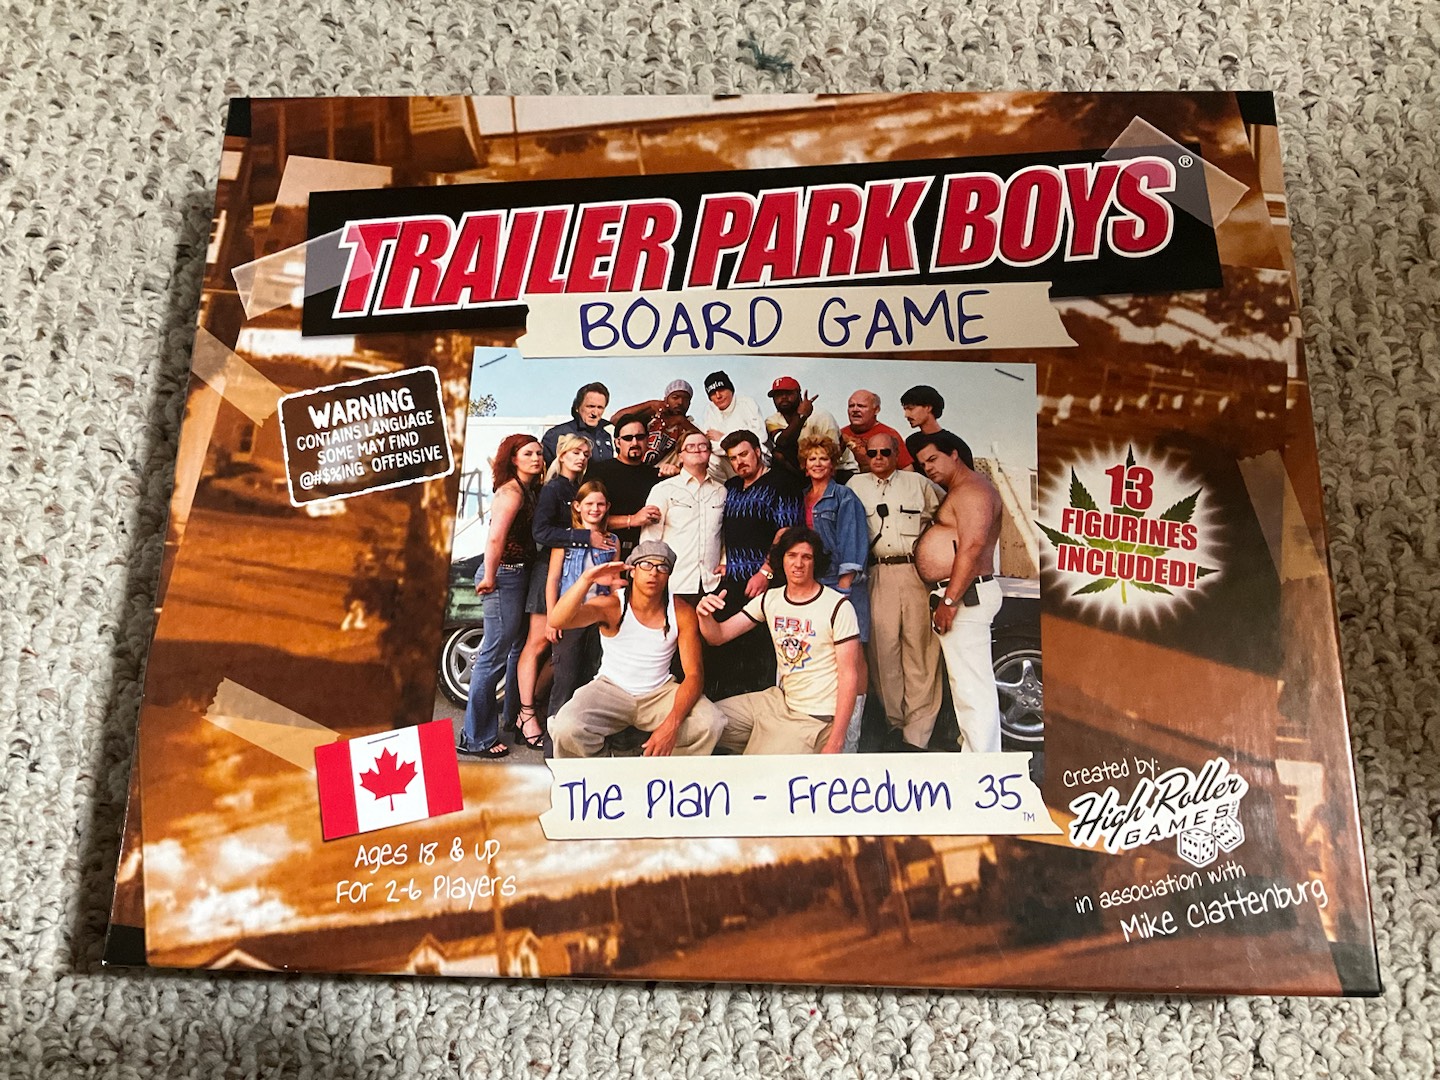 TRAILER PARK BOYS®
BOARD GAME
WARNING
CONTAINS LANGUAGE
SOME MAY FIND
@#$%ING OFFENSIVE
13
FIGURINES
INCLUDED!
F.B.I.
The Plan - Freedum 35™
Ages 18 & up
For 2-6 Players
created by:
High Roller
GAMES
in association with
Mike Clattenburg